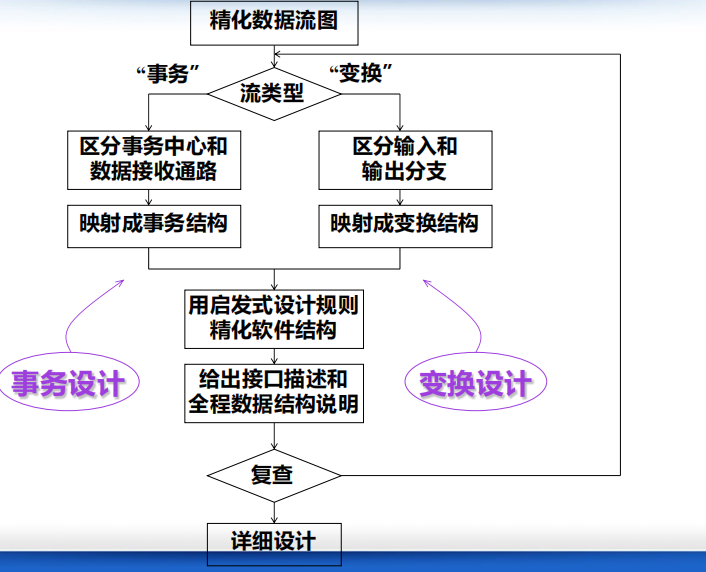 精化数据流图
“事务”
“变换”
流类型
区分事务中心和
数据接收通路
区分输入和
输出分支
映射成事务结构
映射成变换结构
用启发式设计规则
精化软件结构
事务设计
变换设计
给出接口描述和
全程数据结构说明
复查
详细设计